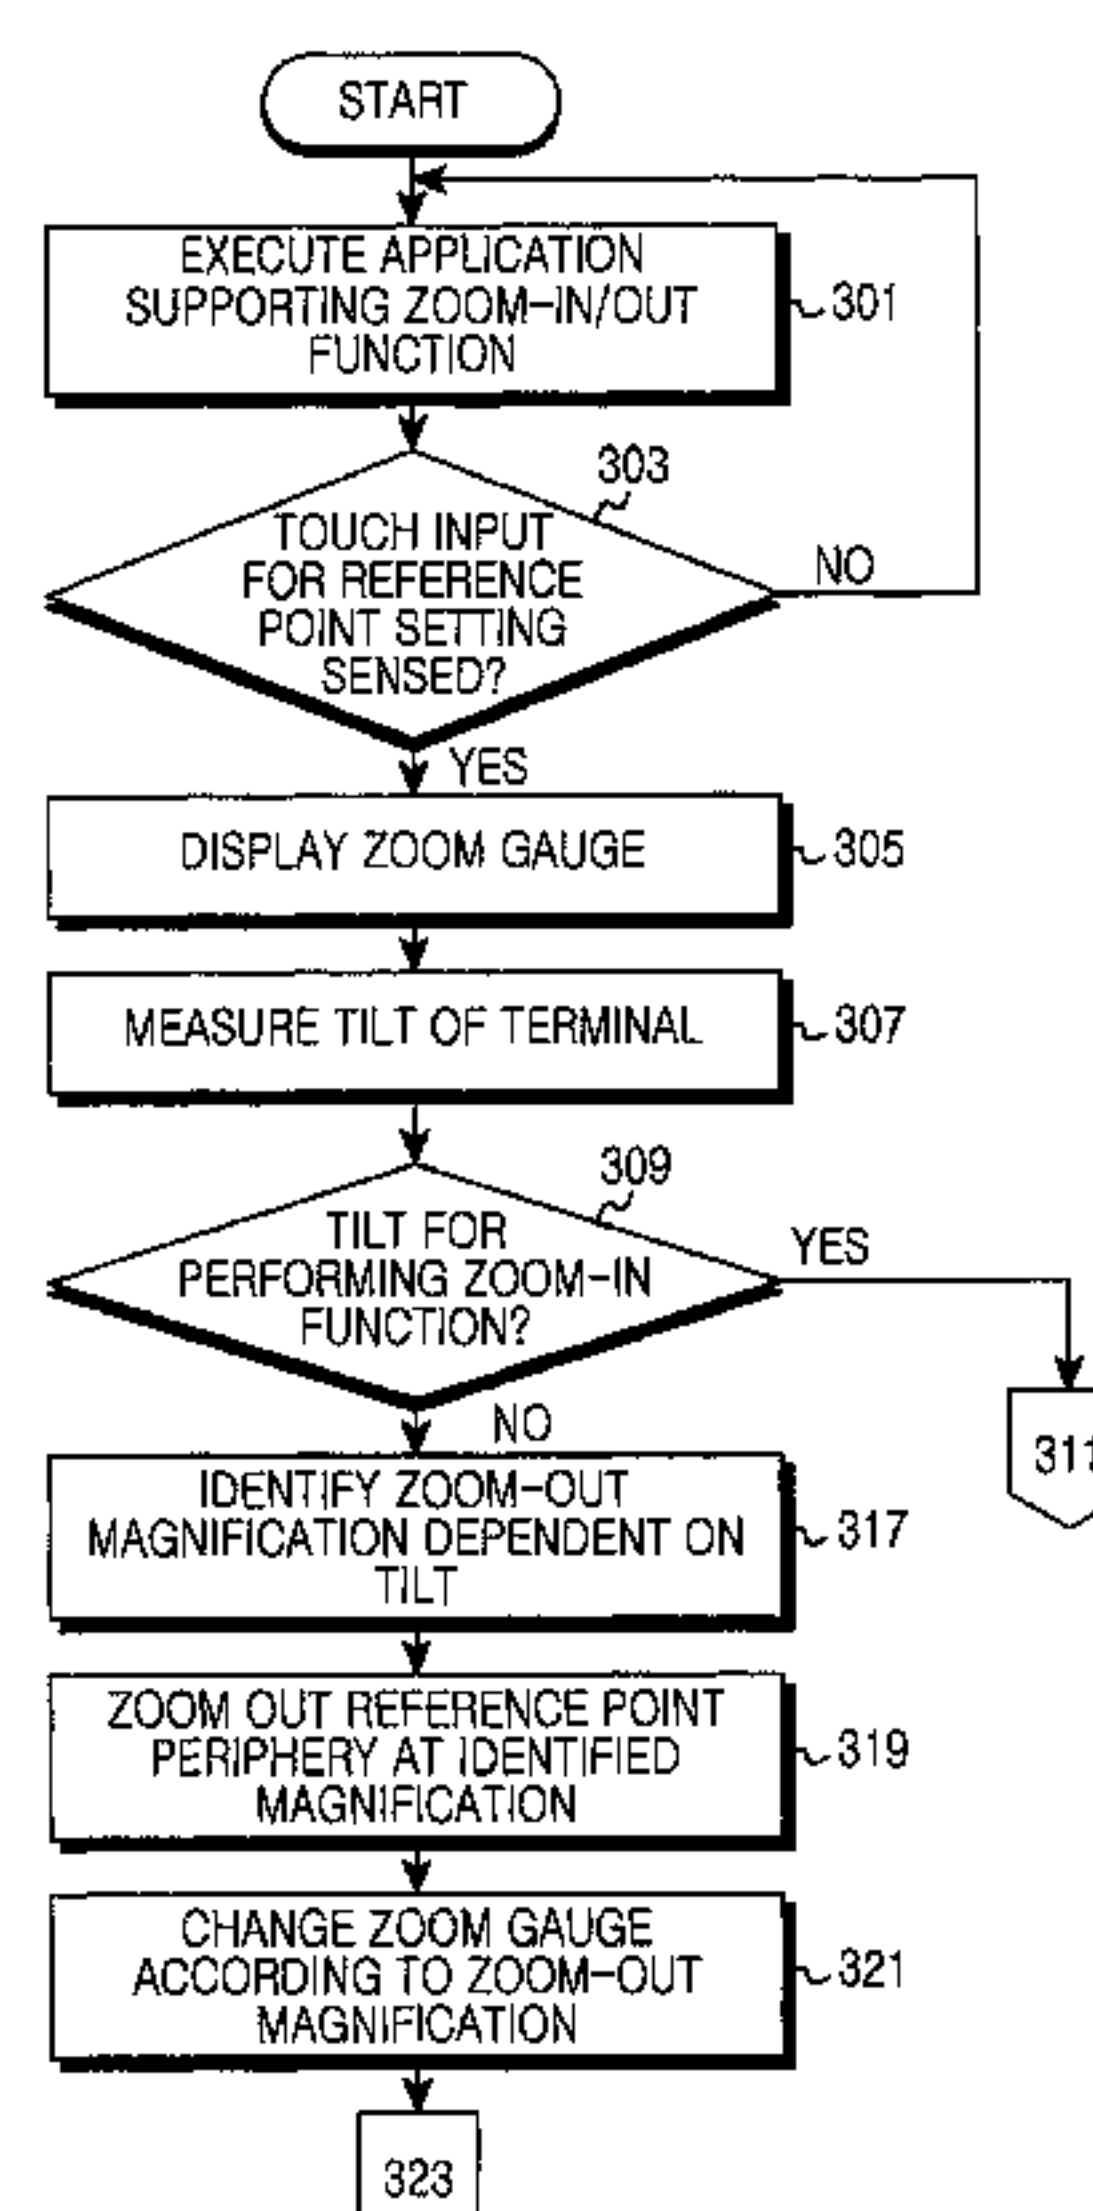 START
EXECUTE APPLICATION
SUPPORTING ZOOM-IN/OUT
FUNCTION
301
303
TOUCH INPUT
FOR REFERENCE
POINT SETTING
SENSED?
NO
YES
DISPLAY ZOOM GAUGE
305
MEASURE TILT OF TERMINAL
307
309
TILT FOR
PERFORMING ZOOM-IN
FUNCTION?
YES
NO
311
IDENTIFY ZOOM-OUT
MAGNIFICATION DEPENDENT ON
TILT
317
ZOOM OUT REFERENCE POINT
PERIPHERY AT IDENTIFIED
MAGNIFICATION
319
CHANGE ZOOM GAUGE
ACCORDING TO ZOOM-OUT
MAGNIFICATION
321
323